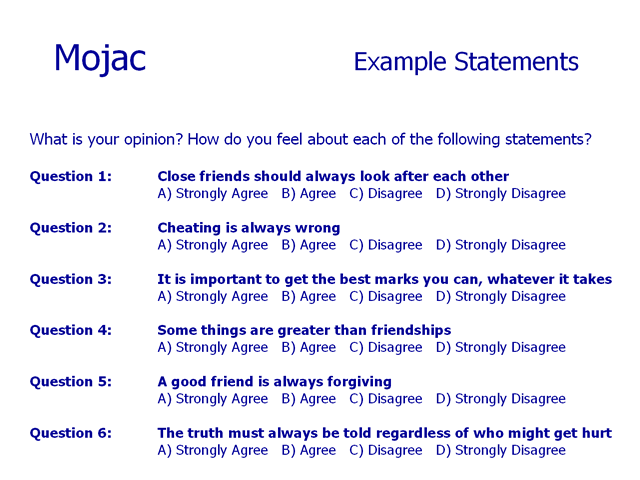 Mojac Example Statements
What is your opinion? How do you feel about each of the following statements?
Question 1: Close friends should always look after each other
A) Strongly Agree B) Agree C) Disagree D) Strongly Disagree
Question 2: Cheating is always wrong
A) Strongly Agree B) Agree C) Disagree D) Strongly Disagree
Question 3: It is important to get the best marks you can, whatever it takes
A) Strongly Agree B) Agree C) Disagree D) Strongly Disagree
Question 4: Some things are greater than friendships
A) Strongly Agree B) Agree C) Disagree D) Strongly Disagree
Question 5: A good friend is always forgiving
A) Strongly Agree B) Agree C) Disagree D) Strongly Disagree
Question 6: The truth must always be told regardless of who might get hurt
A) Strongly Agree B) Agree C) Disagree D) Strongly Disagree